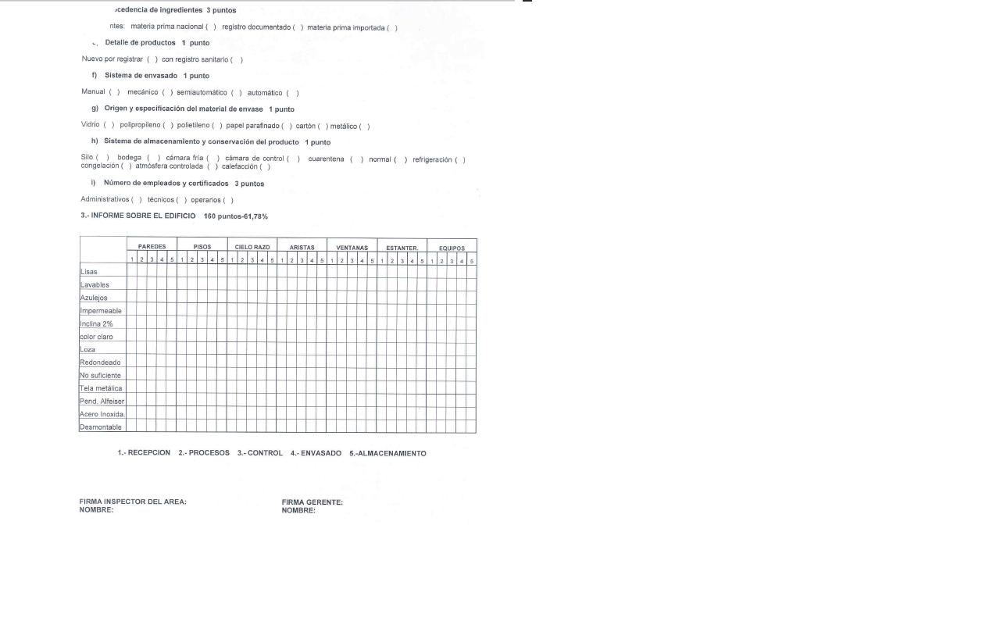 cedencia de ingredientes 3 puntos
ntes: materia prima nacional ( ) registro documentado ( ) materia prima importada ( )
Detalle de productos 1 punto
Nuevo por registrar ( ) con registro sanitario ( )
f) Sistema de envasado 1 punto
Manual ( ) mecánico ( ) semiautomático ( ) automático ( )
g) Origen y especificación del material de envase 1 punto
Vidrio ( ) polipropileno ( ) polietileno ( ) papel parafinado ( ) cartón ( ) metálico ( )
h) Sistema de almacenamiento y conservación del producto 1 punto
Silo ( ) bodega ( ) cámara fría ( ) cámara de control ( ) cuarentena ( ) normal ( ) refrigeración ( )
congelación ( ) atmósfera controlada ( ) calefacción ( )
i) Número de empleados y certificados 3 puntos
Administrativos ( ) técnicos ( ) operarios ( )
3.- INFORME SOBRE EL EDIFICIO 160 puntos-61,78%
PAREDES PISOS CIELO RAZO ARISTAS VENTANAS ESTANTER. EQUIPOS
1 2 3 4 5 1 2 3 4 5 1 2 3 4 5 1 2 3 4 5 1 2 3 4 5 1 2 3 4 5 1 2 3 4 5
Lisas
Lavables
Azulejos
Impermeable
Inclina 2%
color claro
Loza
Redondeado
No suficiente
Tela metálica
Pend. Alfeiser
Acero Inoxida.
Desmontable
1.- RECEPCION 2.- PROCESOS 3.- CONTROL 4.- ENVASADO 5.-ALMACENAMIENTO
FIRMA INSPECTOR DEL AREA: FIRMA GERENTE:
NOMBRE: NOMBRE: